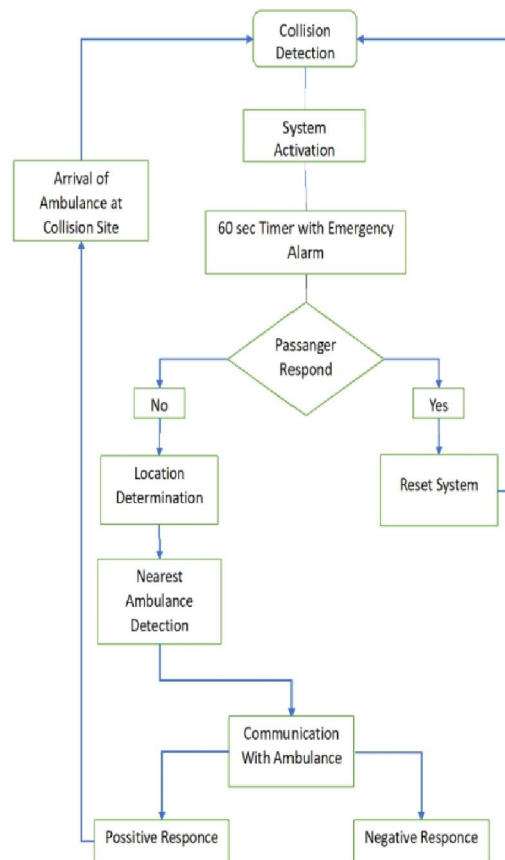 Collision
Detection
System
Activation
Arrival of
Ambulance at
Collision Site
60 sec Timer with Emergency
Alarm
Passanger
Respond
No
Yes
Location
Determination
Reset System
Nearest
Ambulance
Detection
Communication
With Ambulance
Possitive Responce
Negative Responce